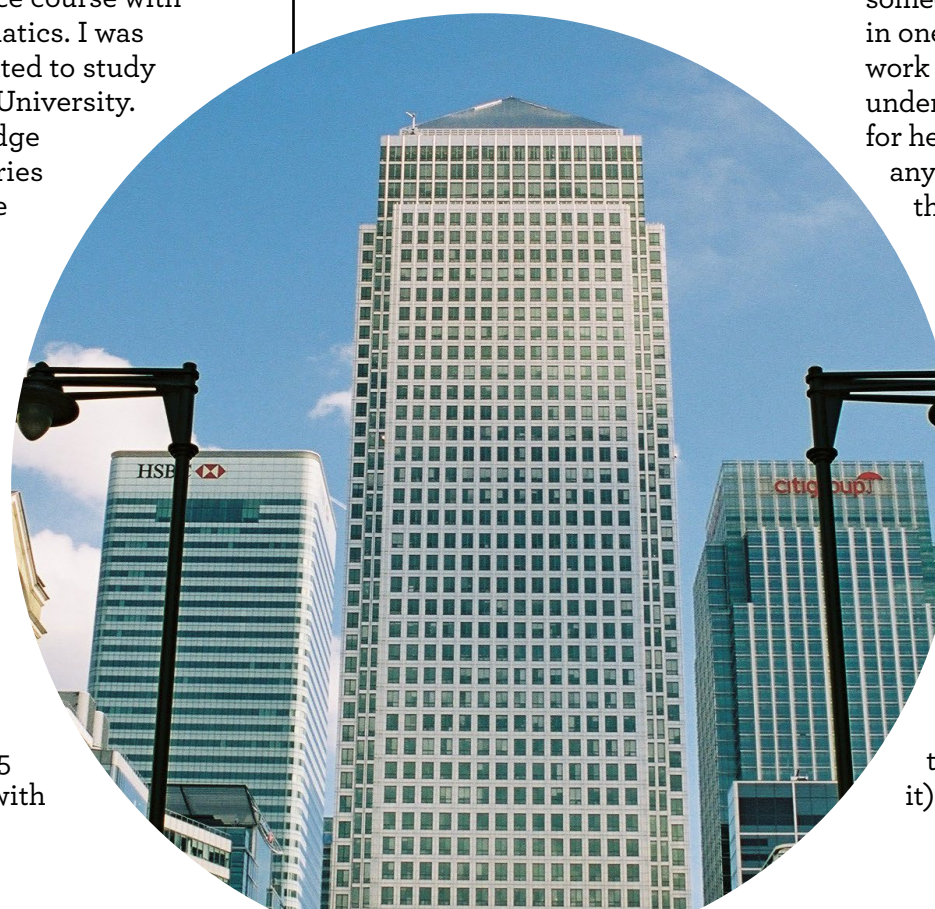 ce course with
atics. I was
ted to study
University.
dge
ries
e
5
with
HSBC
citigroup
some
in one
work
under
for he
any
th
t
it)